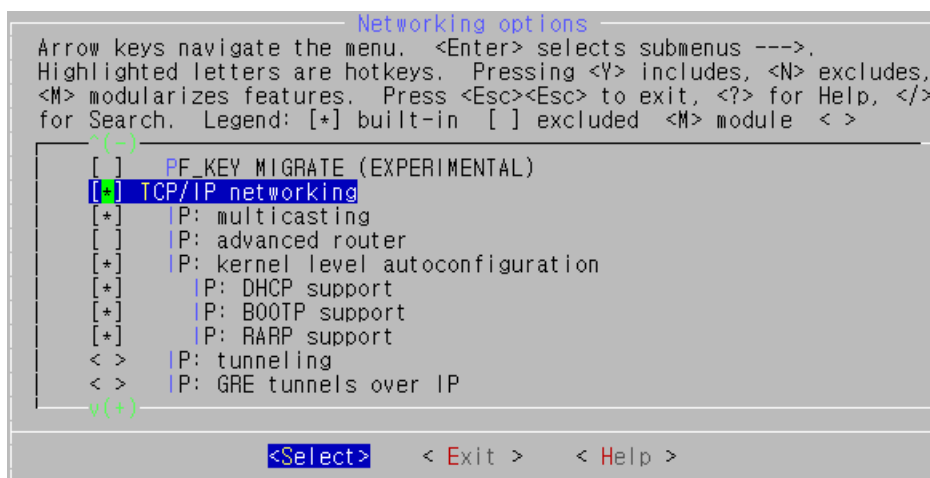 Networking options
Arrow keys navigate the menu.  <Enter> selects submenus --->.
Highlighted letters are hotkeys.  Pressing <Y> includes, <N> excludes,
<M> modularizes features.  Press <Esc><Esc> to exit, <?> for Help, </>
for Search.  Legend: [*] built-in  [ ] excluded  <M> module  < >
^(-)
[ ]   PF_KEY MIGRATE (EXPERIMENTAL)
[*] TCP/IP networking
[*]   IP: multicasting
[ ]   IP: advanced router
[*]   IP: kernel level autoconfiguration
[*]     IP: DHCP support
[*]     IP: BOOTP support
[*]     IP: RARP support
< >   IP: tunneling
< >   IP: GRE tunnels over IP
v(+)
<Select>    < Exit >    < Help >